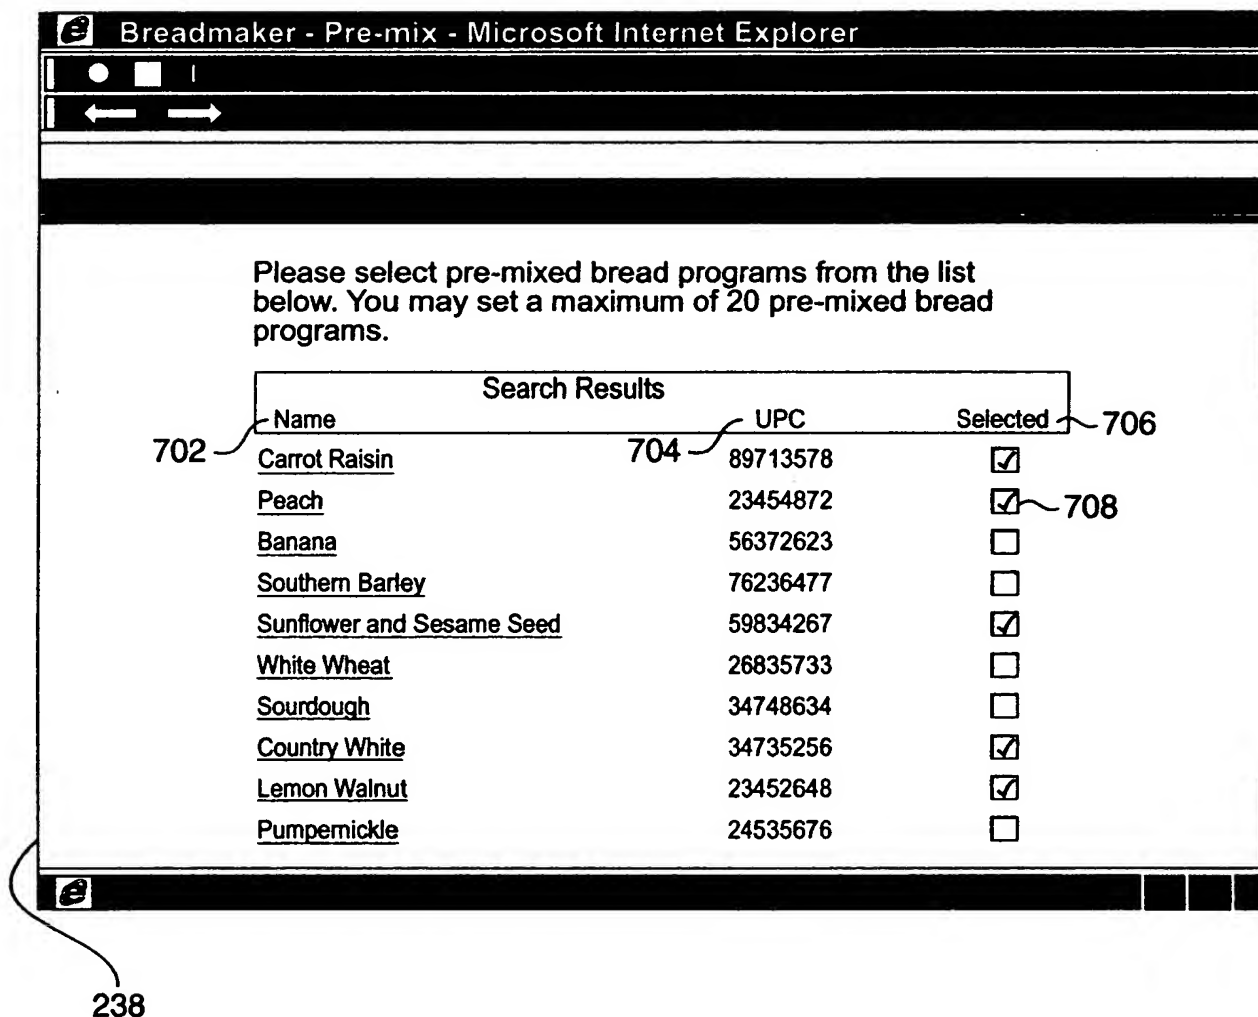 Breadmaker - Pre-mix - Microsoft Internet Explorer
Please select pre-mixed bread programs from the list
below. You may set a maximum of 20 pre-mixed bread
programs.
Search Results
Name UPC Selected 706
702 704
Carrot Raisin 89713578
Peach 23454872 708
Banana 56372623
Southern Barley 76236477
Sunflower and Sesame Seed 59834267
White Wheat 26835733
Sourdough 34748634
Country White 34735256
Lemon Walnut 23452648
Pumpernickle 24535676
238